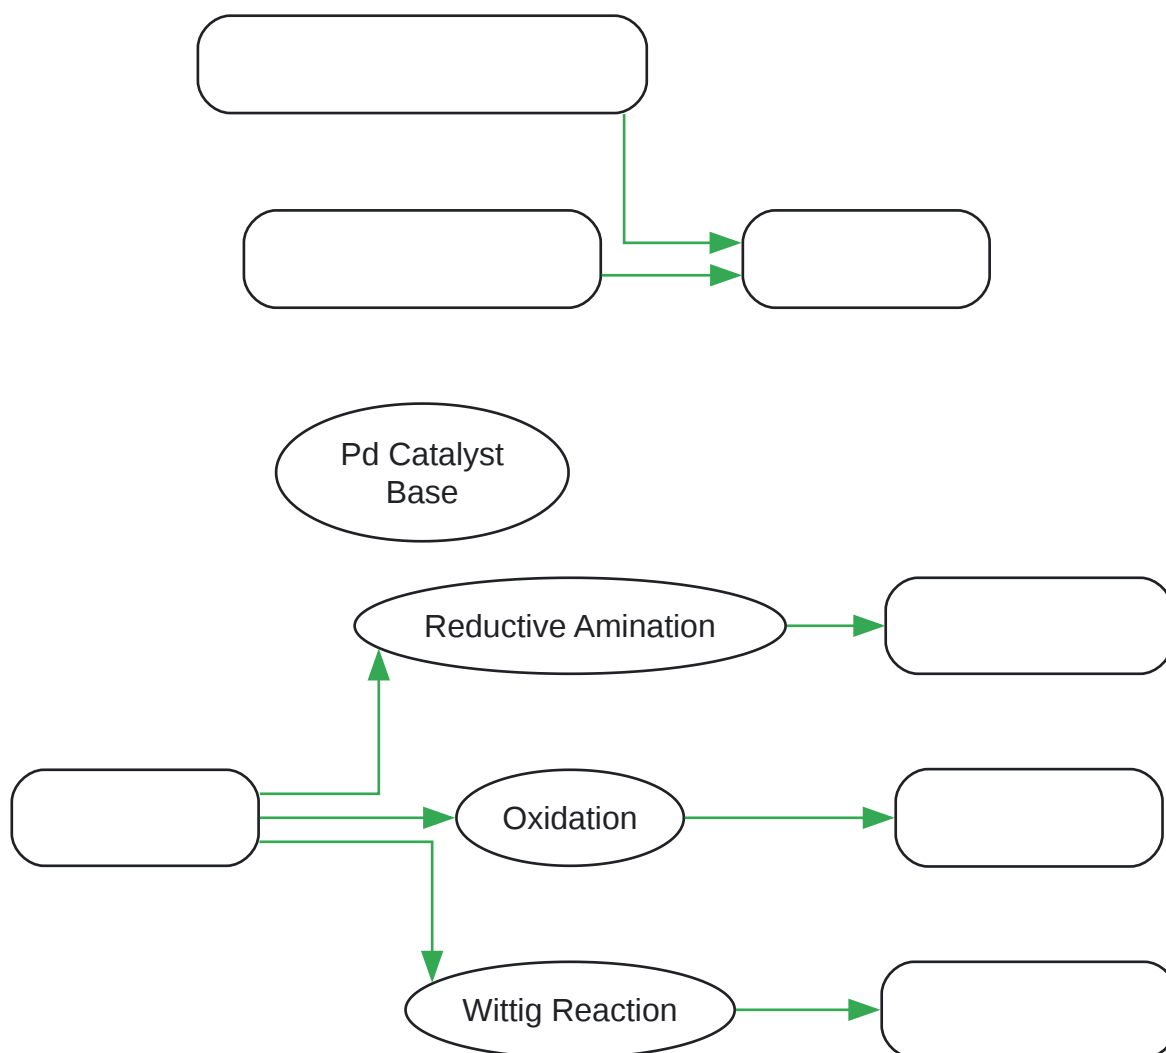 Pd Catalyst
Base
Reductive Amination
Oxidation
Wittig Reaction